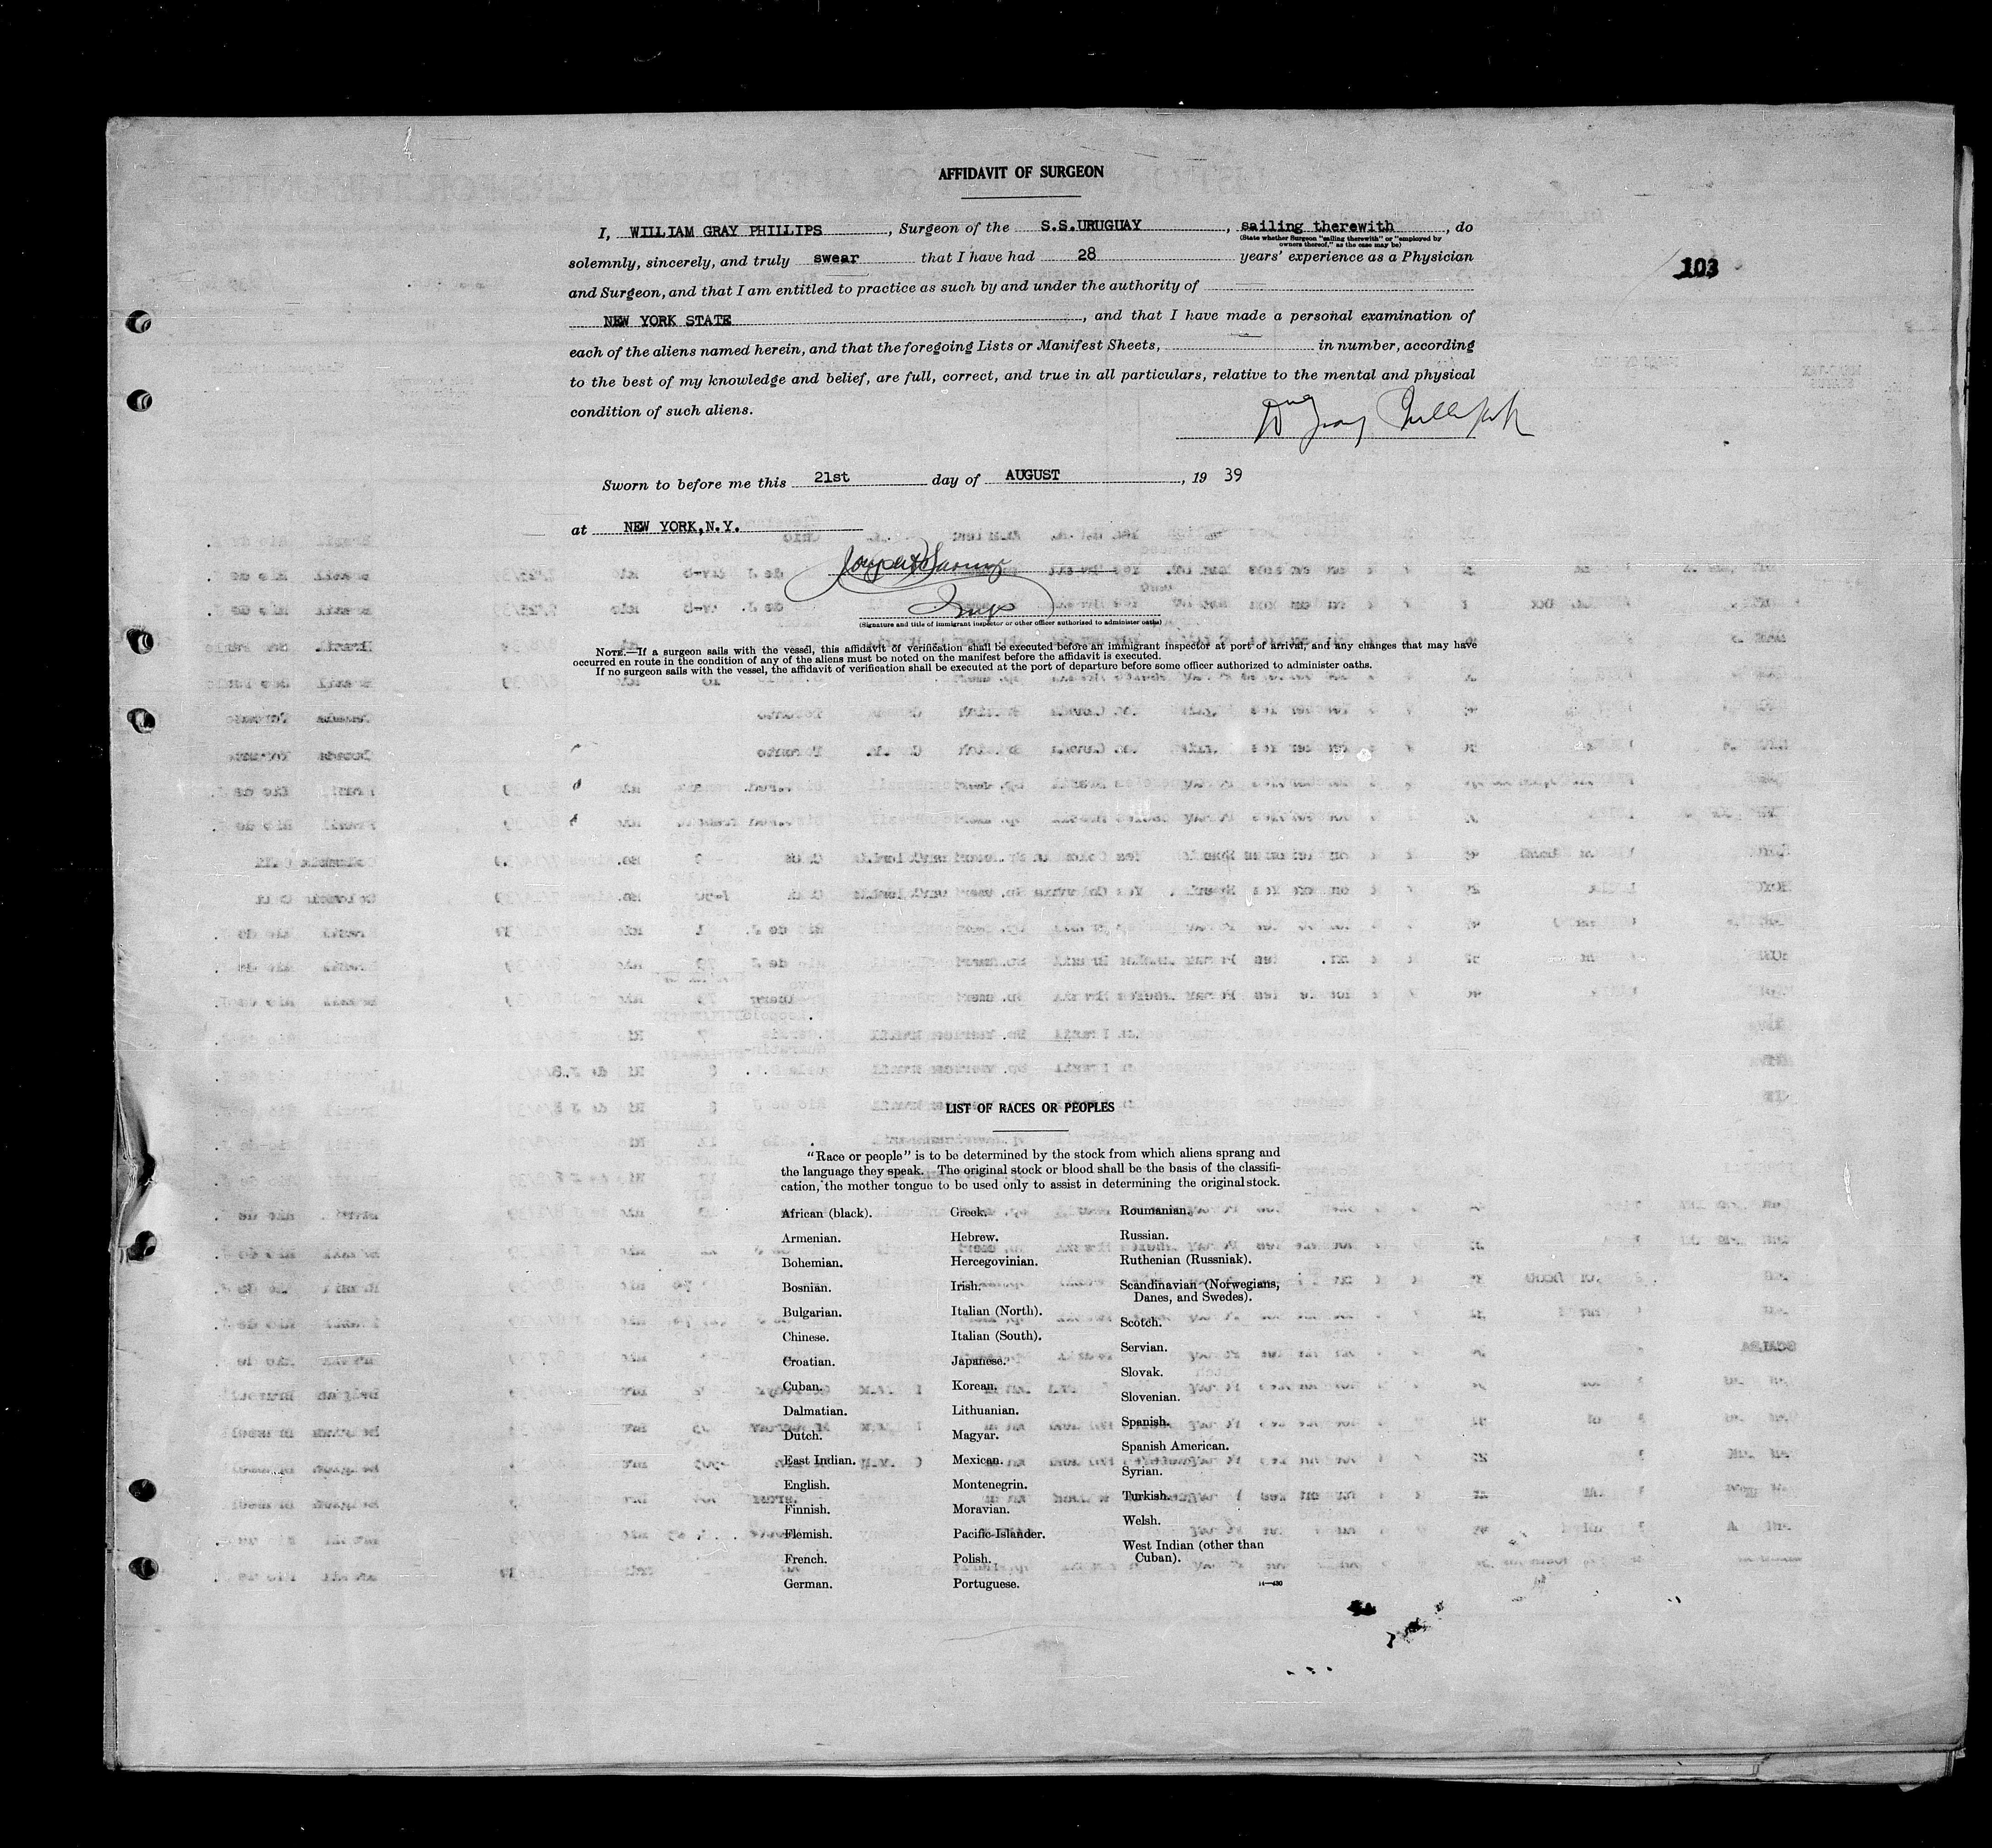 AFFIDAVIT OF SURGEON
I, WILLIAM GRAY PHILLIPS, Surgeon of the S.S.URUGUAY, sailing therewith, do
(State whether Surgeon "sailing therewith" or "employed by
owners thereof," as the case may be)
solemnly, sincerely, and truly swear that I have had 28 years' experience as a Physician
103
and Surgeon, and that I am entitled to practice as such by and under the authority of
NEW YORK STATE, and that I have made a personal examination of
each of the aliens named herein, and that the foregoing Lists or Manifest Sheets, in number, according
to the best of my knowledge and belief, are full, correct, and true in all particulars, relative to the mental and physical
condition of such aliens.
Sworn to before me this 21st day of AUGUST, 19 39
at NEW YORK,N.Y.
(Signature and title of immigrant inspector or other officer authorized to administer oaths)
NOTE.—If a surgeon sails with the vessel, this affidavit of verification shall be executed before an immigrant inspector at port of arrival, and any changes that may have
occurred en route in the condition of any of the aliens must be noted on the manifest before the affidavit is executed.
If no surgeon sails with the vessel, the affidavit of verification shall be executed at the port of departure before some officer authorized to administer oaths.
LIST OF RACES OR PEOPLES
"Race or people" is to be determined by the stock from which aliens sprang and
the language they speak. The original stock or blood shall be the basis of the classifi-
cation, the mother tongue to be used only to assist in determining the original stock.
African (black).
Armenian.
Bohemian.
Bosnian.
Bulgarian.
Chinese.
Croatian.
Cuban.
Dalmatian.
Dutch.
East Indian.
English.
Finnish.
Flemish.
French.
German.
Greek.
Hebrew.
Hercegovinian.
Irish.
Italian (North).
Italian (South).
Japanese.
Korean.
Lithuanian.
Magyar.
Mexican.
Montenegrin.
Moravian.
Pacific Islander.
Polish.
Portuguese.
Roumanian.
Russian.
Ruthenian (Russniak).
Scandinavian (Norwegians,
Danes, and Swedes).
Scotch.
Servian.
Slovak.
Slovenian.
Spanish.
Spanish American.
Syrian.
Turkish.
Welsh.
West Indian (other than
Cuban).